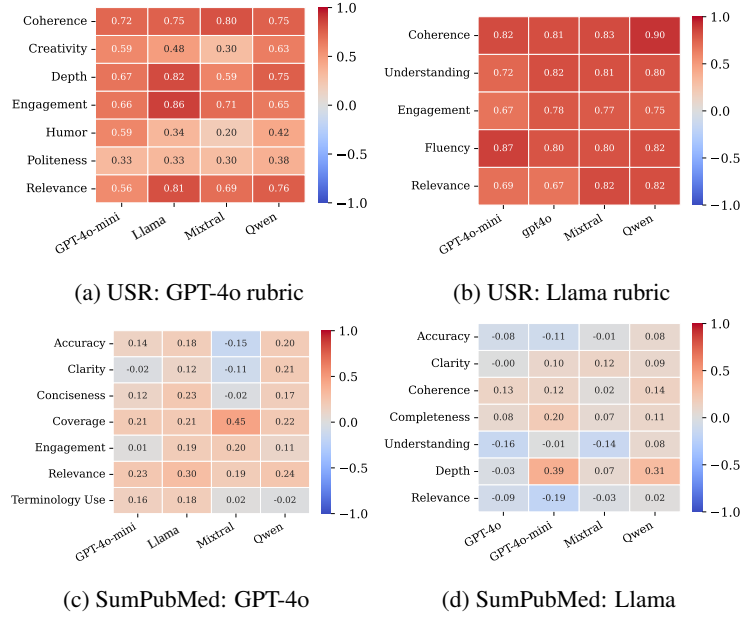 Coherence 0.72 0.75 0.80 0.75
Creativity 0.59 0.48 0.30 0.63
Depth 0.67 0.82 0.59 0.75
Engagement 0.66 0.86 0.71 0.65
Humor 0.59 0.34 0.20 0.42
Politeness 0.33 0.33 0.30 0.38
Relevance 0.56 0.81 0.69 0.76
GPT-4o-mini Llama Mixtral Qwen
1.0
0.5
0.0
−0.5
−1.0
(a) USR: GPT-4o rubric
Coherence 0.82 0.81 0.83 0.90
Understanding 0.72 0.82 0.81 0.80
Engagement 0.67 0.78 0.77 0.75
Fluency 0.87 0.80 0.80 0.82
Relevance 0.69 0.67 0.82 0.82
GPT-4o-mini gpt4o Mixtral Qwen
1.0
0.5
0.0
−0.5
−1.0
(b) USR: Llama rubric
Accuracy 0.14 0.18 -0.15 0.20
Clarity -0.02 0.12 -0.11 0.21
Conciseness 0.12 0.23 -0.02 0.17
Coverage 0.21 0.21 0.45 0.22
Engagement 0.01 0.19 0.20 0.11
Relevance 0.23 0.30 0.19 0.24
Terminology Use 0.16 0.18 0.02 -0.02
GPT-4o-mini Llama Mixtral Qwen
1.0
0.5
0.0
−0.5
−1.0
(c) SumPubMed: GPT-4o
Accuracy -0.08 -0.11 -0.01 0.08
Clarity -0.00 0.10 0.12 0.09
Coherence 0.13 0.12 0.02 0.14
Completeness 0.08 0.20 0.07 0.11
Understanding -0.16 -0.01 -0.14 0.08
Depth -0.03 0.39 0.07 0.31
Relevance -0.09 -0.19 -0.03 0.02
GPT-4o GPT-4o-mini Mixtral Qwen
1.0
0.5
0.0
−0.5
−1.0
(d) SumPubMed: Llama